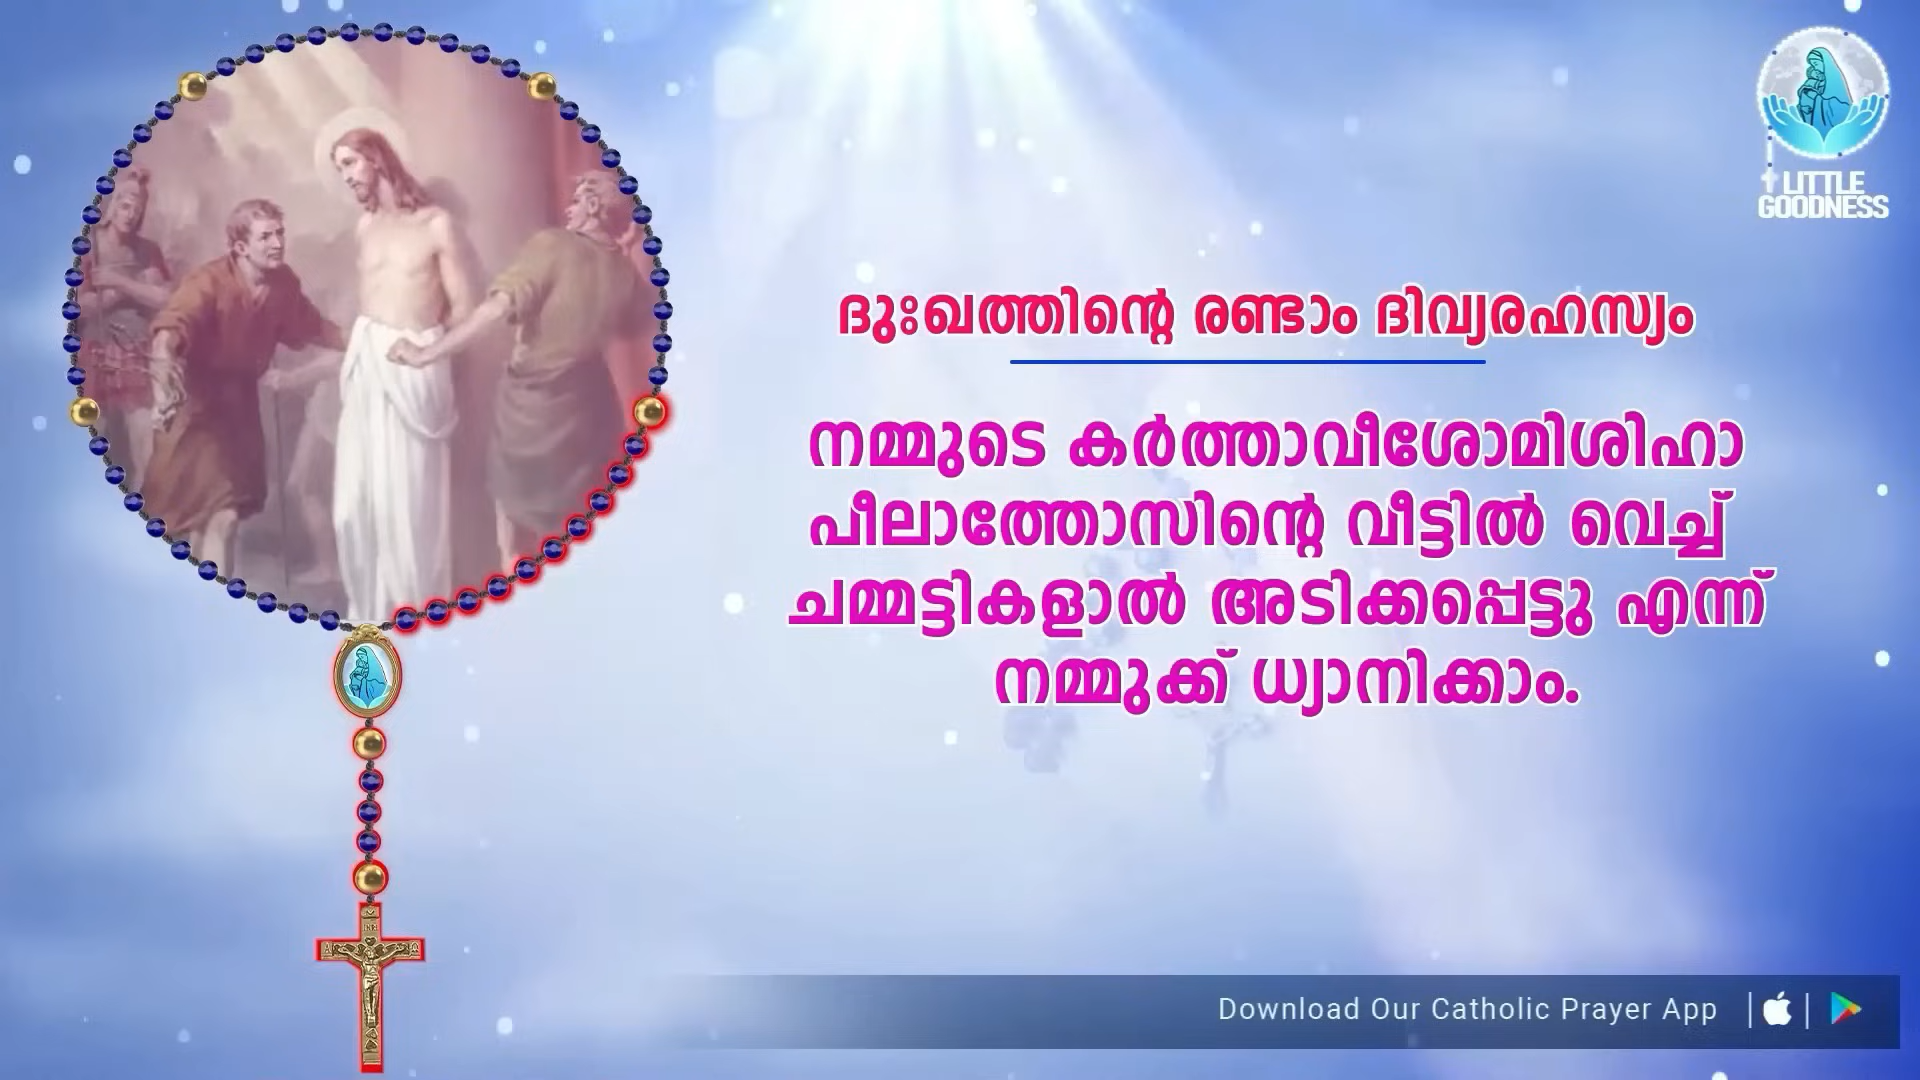 LITTLE
GOODNESS
ദുഃഖത്തിന്റെ രണ്ടാം ദിവ്യരഹസ്യം
നമ്മുടെ കർത്താവീശോമിശിഹാ
പീലാത്തോസിന്റെ വീട്ടിൽ വെച്ച്
ചമ്മട്ടികളാൽ അടിക്കപ്പെട്ടു എന്ന്
നമ്മുക്ക് ധ്യാനിക്കാം.
INRI
Download Our Catholic Prayer App